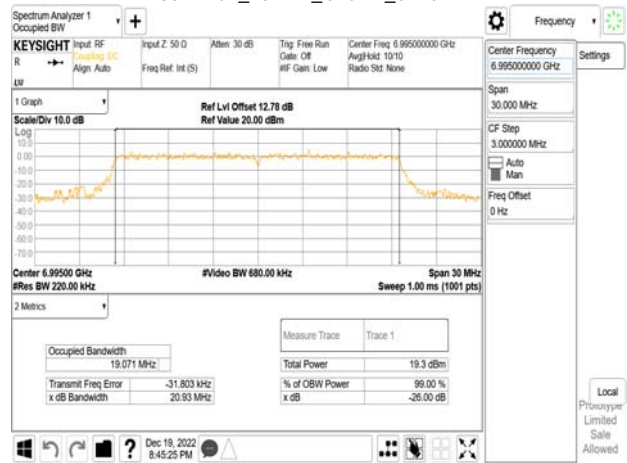 Spectrum Analyzer 1
Occupied BW
Frequency
KEYSIGHT
R
Input: RF
Coupling: DC
Align: Auto
Input Z: 50 Ω
Freq Ref: Int (S)
Atten: 30 dB
Trig: Free Run
Gate: Off
#IF Gain: Low
Center Freq: 6.995000000 GHz
Avg|Hold: 10/10
Radio Std: None
1 Graph
Scale/Div 10.0 dB
Ref Lvl Offset 12.78 dB
Ref Value 20.00 dBm
Log
10.0
0.00
-10.0
-20.0
-30.0
-40.0
-50.0
-60.0
-70.0
Center 6.99500 GHz
#Res BW 220.00 kHz
#Video BW 680.00 kHz
Span 30 MHz
Sweep 1.00 ms (1001 pts)
2 Metrics
Measure Trace
Trace 1
Occupied Bandwidth
19.071 MHz
Total Power
19.3 dBm
Transmit Freq Error
-31.803 kHz
% of OBW Power
99.00 %
x dB Bandwidth
20.93 MHz
x dB
-26.00 dB
Center Frequency
6.995000000 GHz
Settings
Span
30.000 MHz
CF Step
3.000000 MHz
Auto
Man
Freq Offset
0 Hz
Local
Prototype
Limited
Sale
Allowed
?
Dec 19, 2022
8:45:25 PM